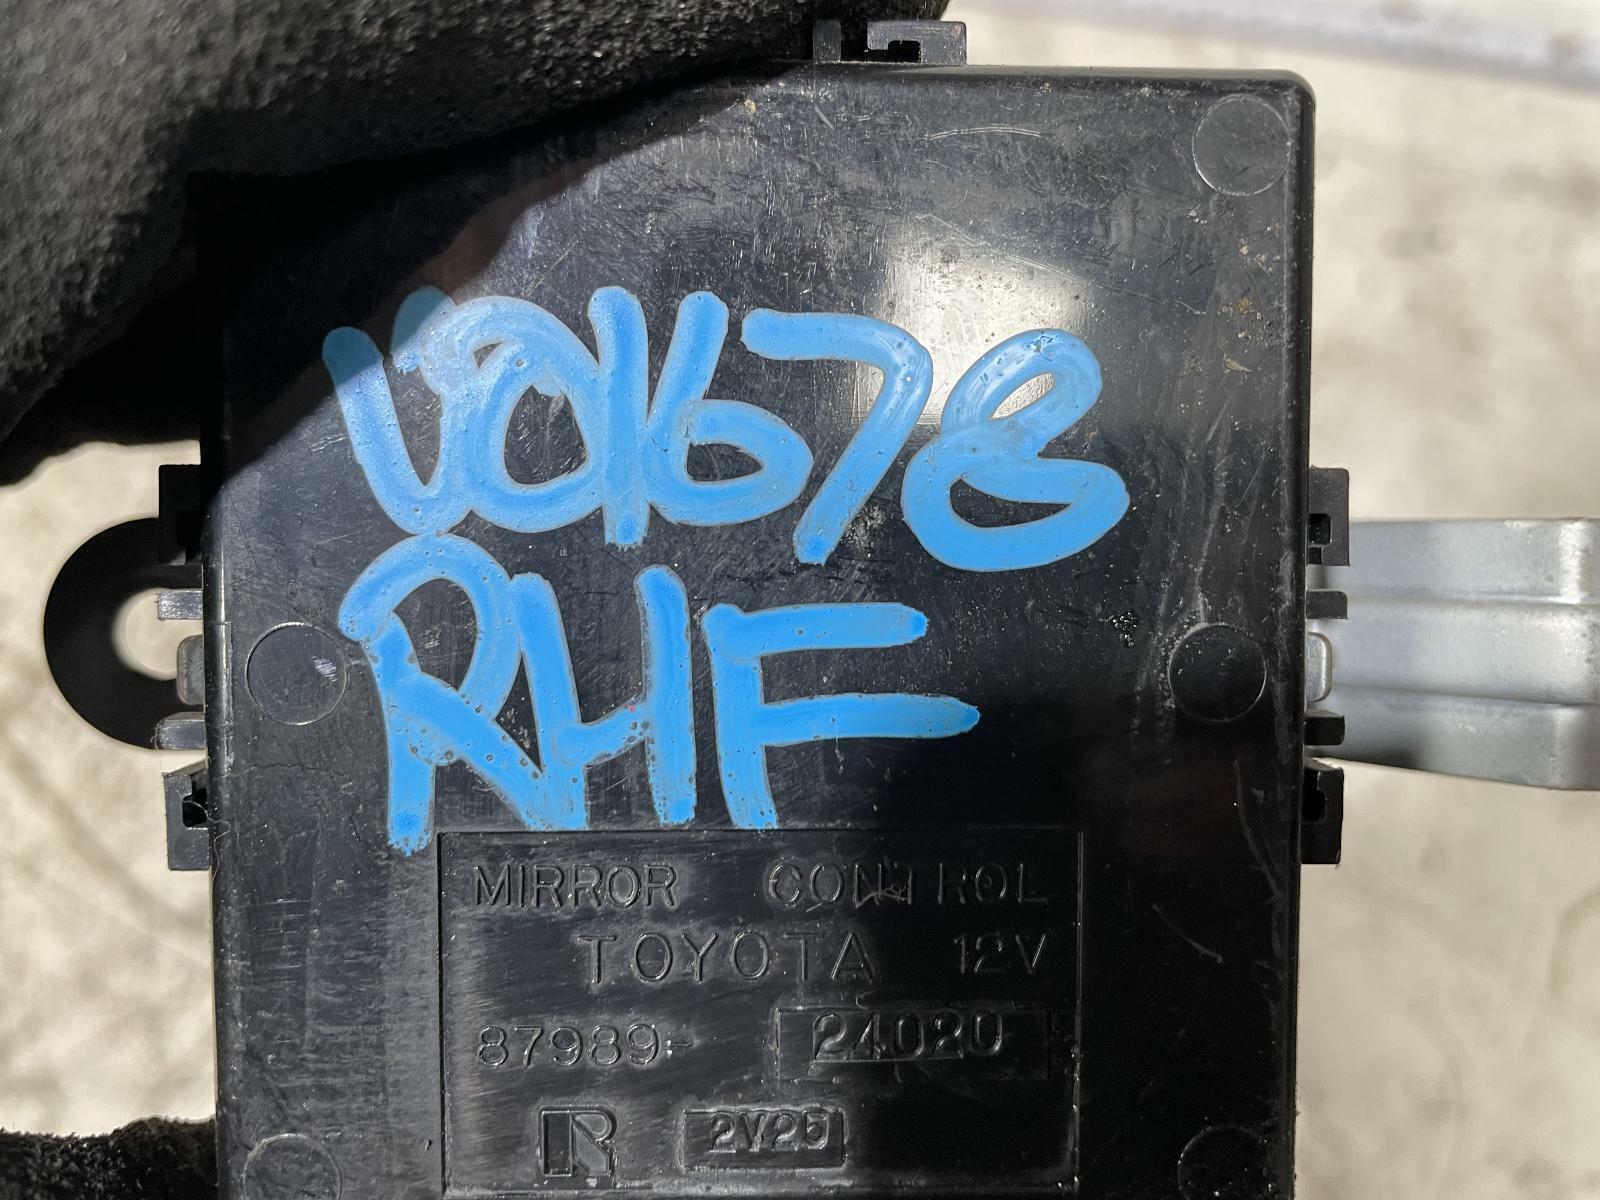 V01678
RHF
MIRROR CONTROL
TOYOTA 12V
87989- 24020
R 2V25